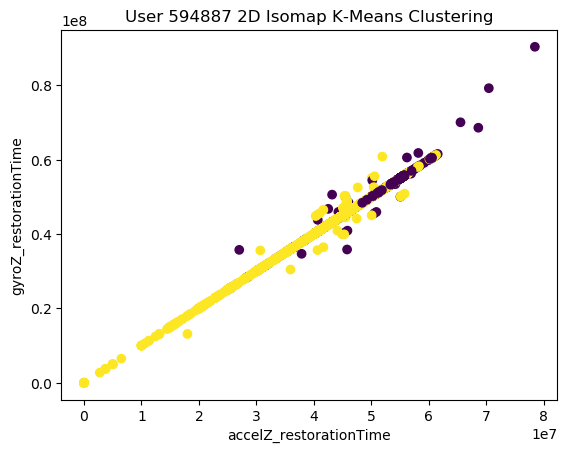 User 594887 2D Isomap K-Means Clustering
1e8
0.8
0.6
0.4
0.2
0.0
gyroZ_restorationTime
0 1 2 3 4 5 6 7 8
1e7
accelZ_restorationTime